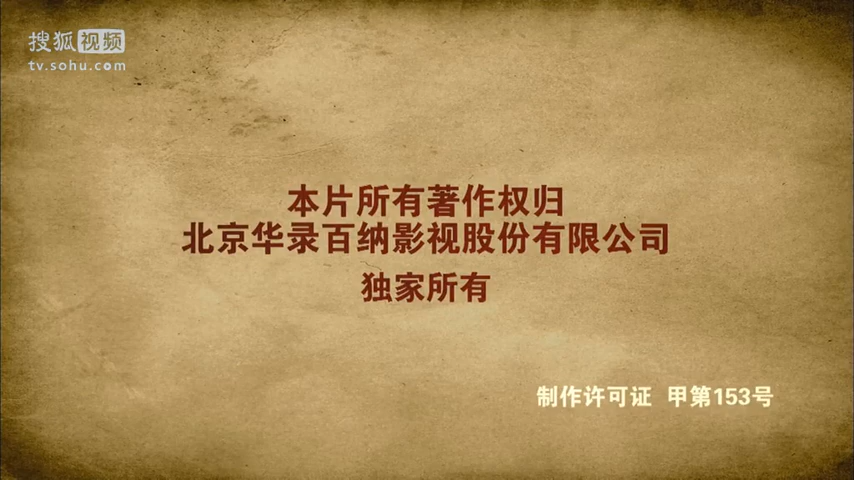 搜狐视频
tv.sohu.com
本片所有著作权归
北京华录百纳影视股份有限公司
独家所有
制作许可证 甲第153号